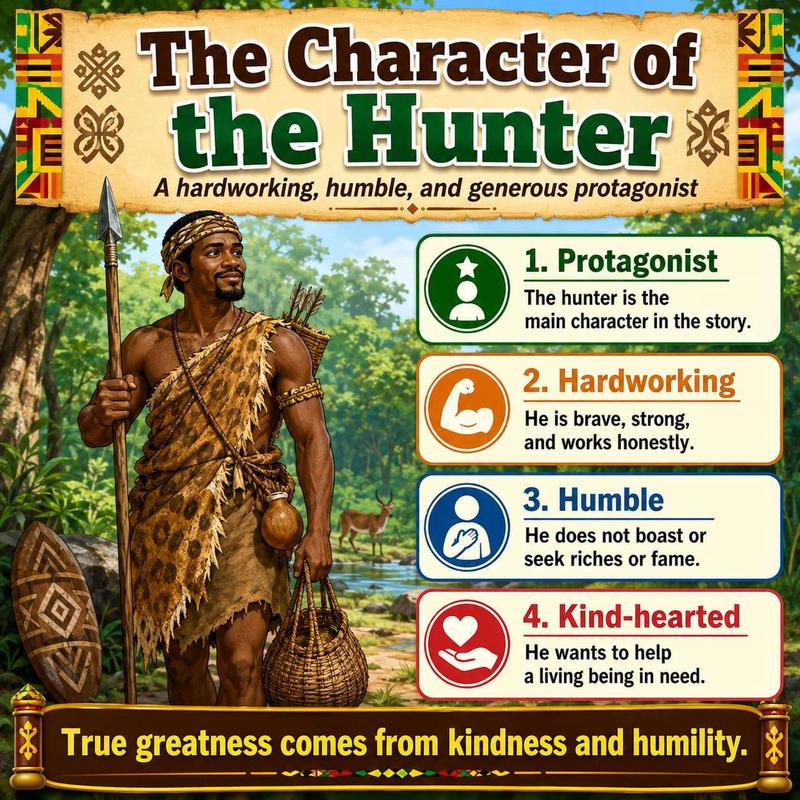 The Character of
the Hunter
A hardworking, humble, and generous protagonist
1. Protagonist
The hunter is the
main character in the story.
2. Hardworking
He is brave, strong,
and works honestly.
3. Humble
He does not boast or
seek riches or fame.
4. Kind-hearted
He wants to help
a living being in need.
True greatness comes from kindness and humility.